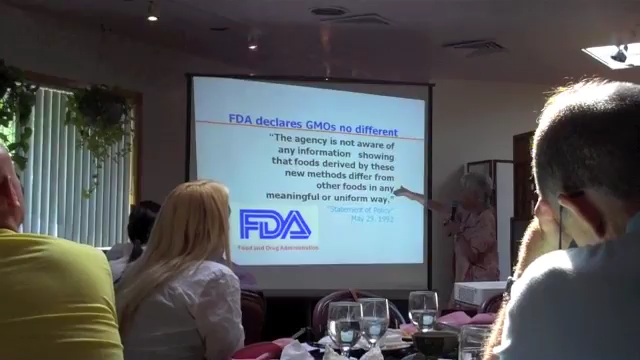 FDA declares GMOs no different
"The agency is not aware of
any information showing
that foods derived by these
new methods differ from
other foods in any
meaningful or uniform way."
"Statement of Policy"
May 29, 1992
FDA
Food and Drug Administration